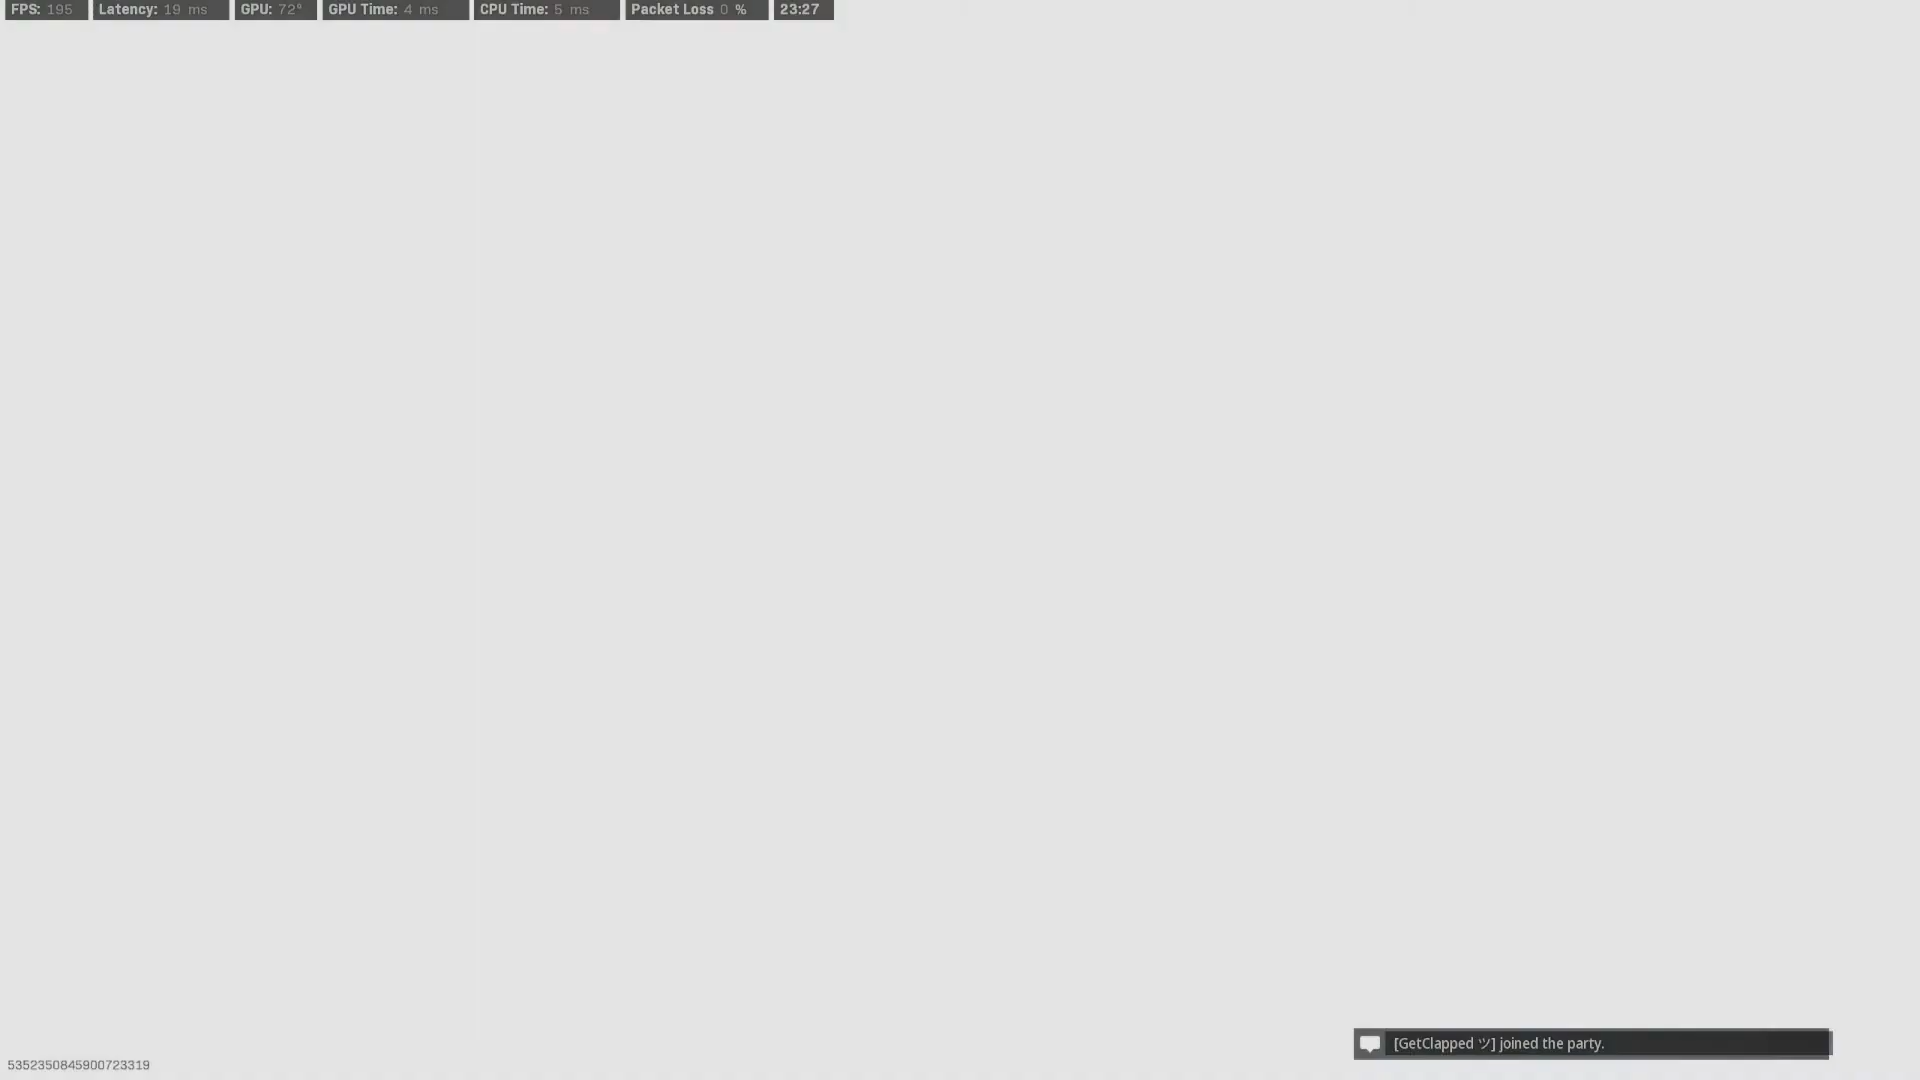 FPS: 195 Latency: 19 ms GPU: 72° GPU Time: 4 ms CPU Time: 5 ms Packet Loss 0 % 23:27
[GetClapped ツ] joined the party.
5352350845900723319